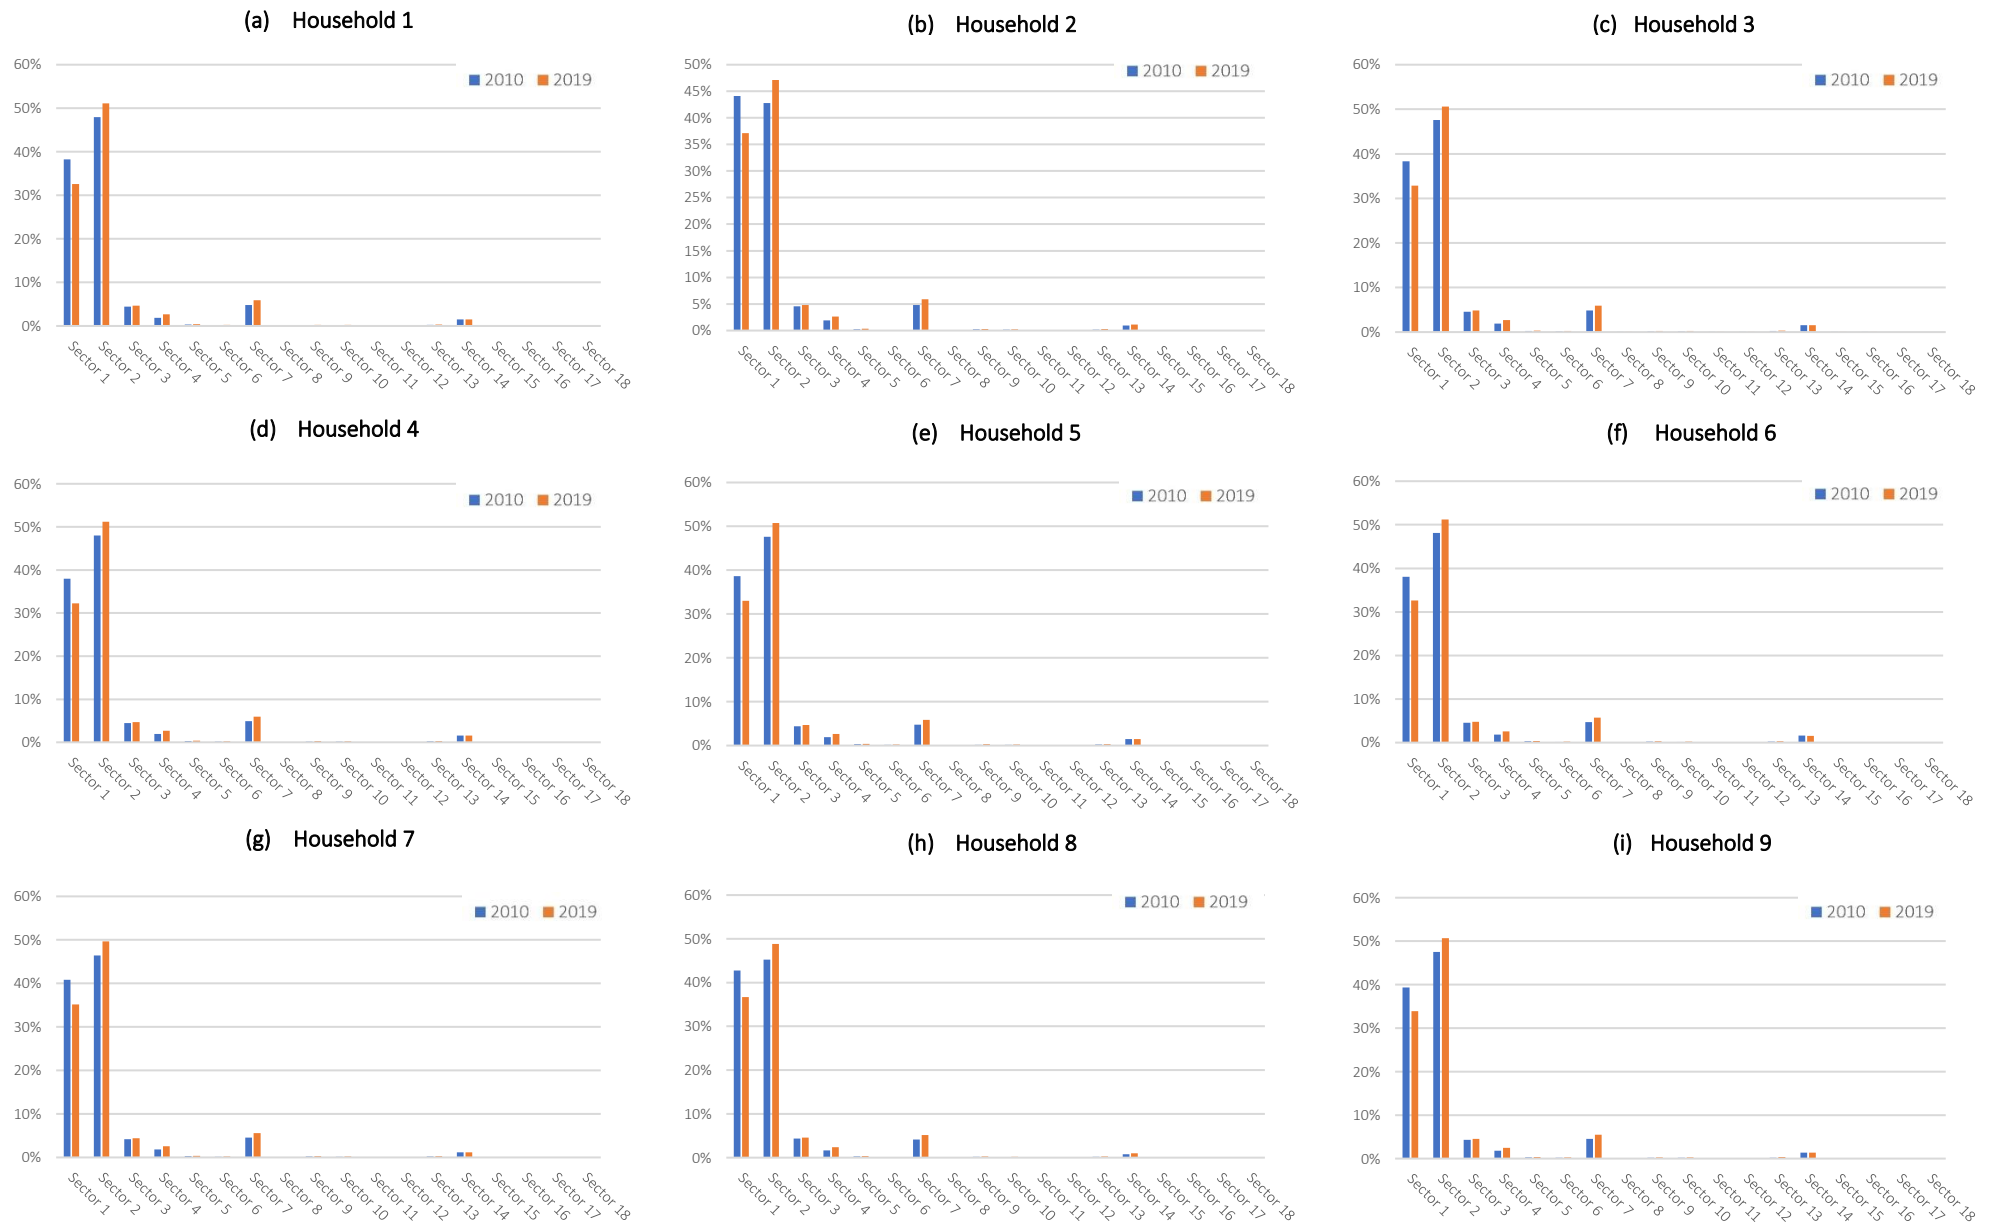 (a) Household 1
60%
50%
40%
30%
20%
10%
0%
2010 2019
Sector 1
Sector 2
Sector 3
Sector 4
Sector 5
Sector 6
Sector 7
Sector 8
Sector 9
Sector 10
Sector 11
Sector 12
Sector 13
Sector 14
Sector 15
Sector 16
Sector 17
Sector 18
(b) Household 2
50%
45%
40%
35%
30%
25%
20%
15%
10%
5%
0%
2010 2019
Sector 1
Sector 2
Sector 3
Sector 4
Sector 5
Sector 6
Sector 7
Sector 8
Sector 9
Sector 10
Sector 11
Sector 12
Sector 13
Sector 14
Sector 15
Sector 16
Sector 17
Sector 18
(c) Household 3
60%
50%
40%
30%
20%
10%
0%
2010 2019
Sector 1
Sector 2
Sector 3
Sector 4
Sector 5
Sector 6
Sector 7
Sector 8
Sector 9
Sector 10
Sector 11
Sector 12
Sector 13
Sector 14
Sector 15
Sector 16
Sector 17
Sector 18
(d) Household 4
60%
50%
40%
30%
20%
10%
0%
2010 2019
Sector 1
Sector 2
Sector 3
Sector 4
Sector 5
Sector 6
Sector 7
Sector 8
Sector 9
Sector 10
Sector 11
Sector 12
Sector 13
Sector 14
Sector 15
Sector 16
Sector 17
Sector 18
(e) Household 5
60%
50%
40%
30%
20%
10%
0%
2010 2019
Sector 1
Sector 2
Sector 3
Sector 4
Sector 5
Sector 6
Sector 7
Sector 8
Sector 9
Sector 10
Sector 11
Sector 12
Sector 13
Sector 14
Sector 15
Sector 16
Sector 17
Sector 18
(f) Household 6
60%
50%
40%
30%
20%
10%
0%
2010 2019
Sector 1
Sector 2
Sector 3
Sector 4
Sector 5
Sector 6
Sector 7
Sector 8
Sector 9
Sector 10
Sector 11
Sector 12
Sector 13
Sector 14
Sector 15
Sector 16
Sector 17
Sector 18
(g) Household 7
60%
50%
40%
30%
20%
10%
0%
2010 2019
Sector 1
Sector 2
Sector 3
Sector 4
Sector 5
Sector 6
Sector 7
Sector 8
Sector 9
Sector 10
Sector 11
Sector 12
Sector 13
Sector 14
Sector 15
Sector 16
Sector 17
Sector 18
(h) Household 8
60%
50%
40%
30%
20%
10%
0%
2010 2019
Sector 1
Sector 2
Sector 3
Sector 4
Sector 5
Sector 6
Sector 7
Sector 8
Sector 9
Sector 10
Sector 11
Sector 12
Sector 13
Sector 14
Sector 15
Sector 16
Sector 17
Sector 18
(i) Household 9
60%
50%
40%
30%
20%
10%
0%
2010 2019
Sector 1
Sector 2
Sector 3
Sector 4
Sector 5
Sector 6
Sector 7
Sector 8
Sector 9
Sector 10
Sector 11
Sector 12
Sector 13
Sector 14
Sector 15
Sector 16
Sector 17
Sector 18